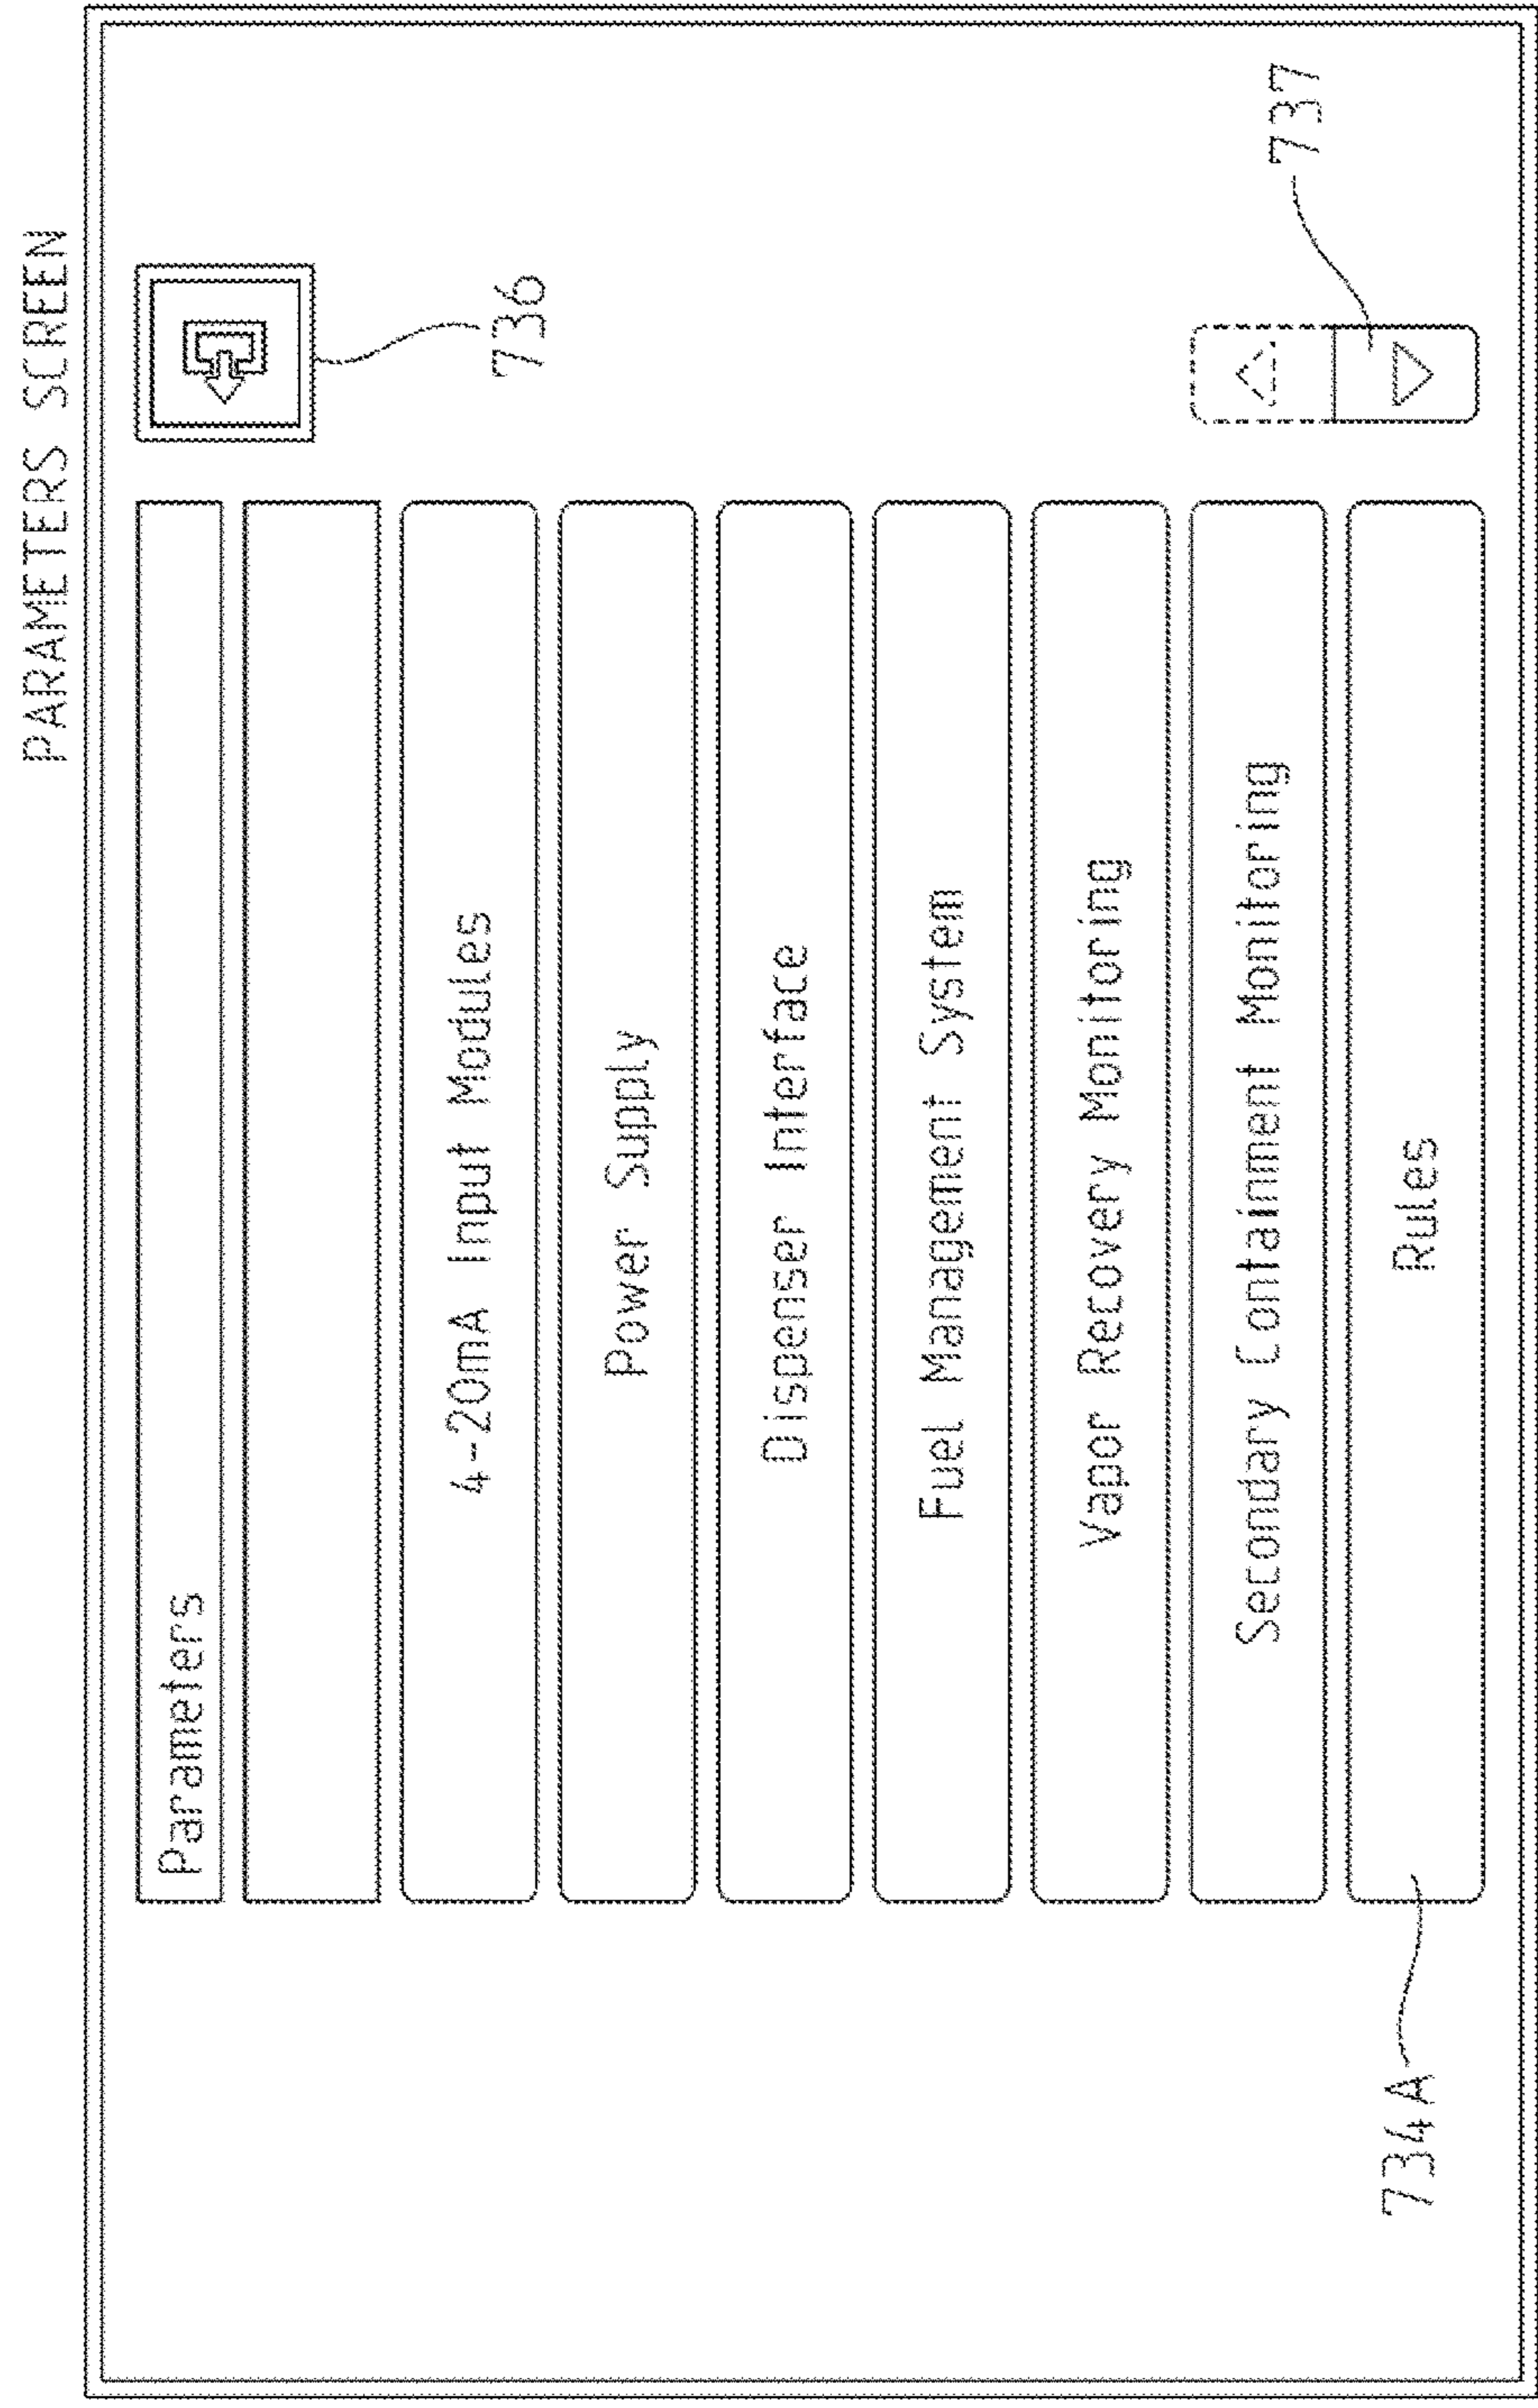 PARAMETERS SCREEN
Parameters
736
4-20mA Input Modules
Power Supply
Dispenser Interface
Fuel Management System
Vapor Recovery Monitoring
Secondary Containment Monitoring
737
734A
Rules